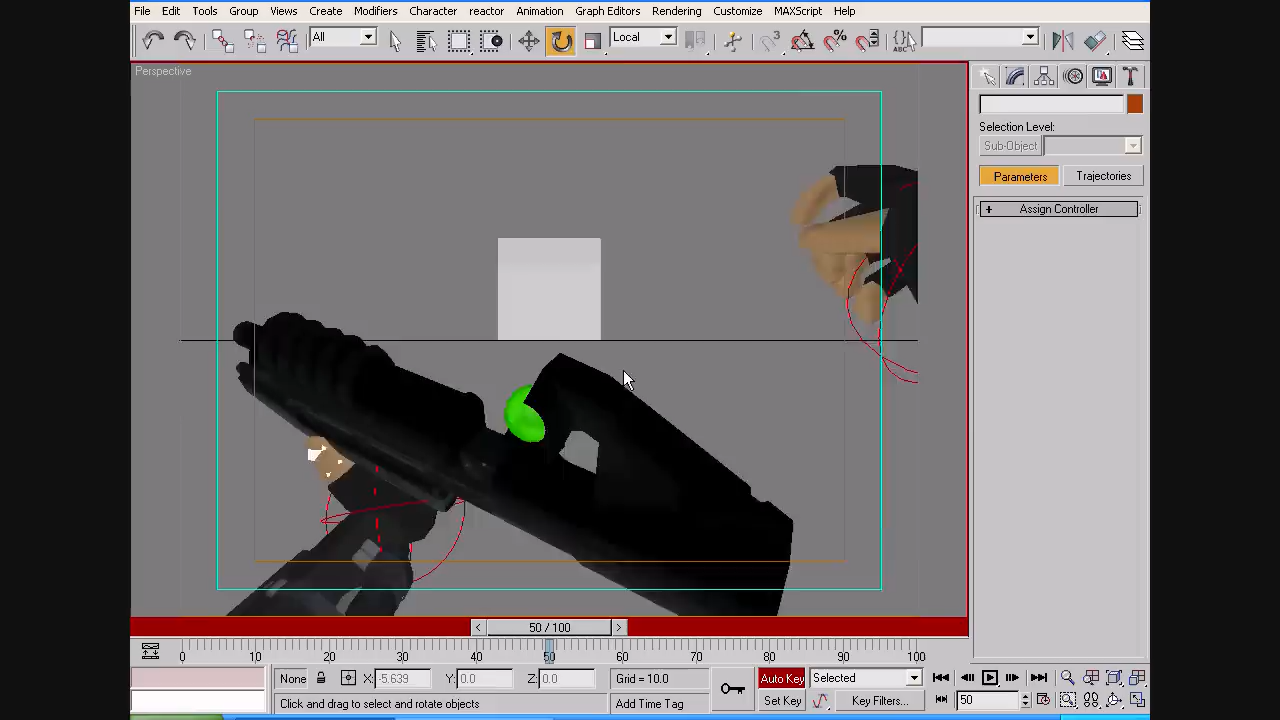 File Edit Tools Group Views Create Modifiers Character reactor Animation Graph Editors Rendering Customize MAXScript Help
All Local
Perspective
Selection Level:
Sub-Object
Parameters Trajectories
+ Assign Controller
< 50 / 100 >
0 10 20 30 40 50 60 70 80 90 100
None X: -5.639 Y: 0.0 Z: 0.0 Grid = 10.0 Auto Key Selected
Click and drag to select and rotate objects Add Time Tag Set Key Key Filters... 50